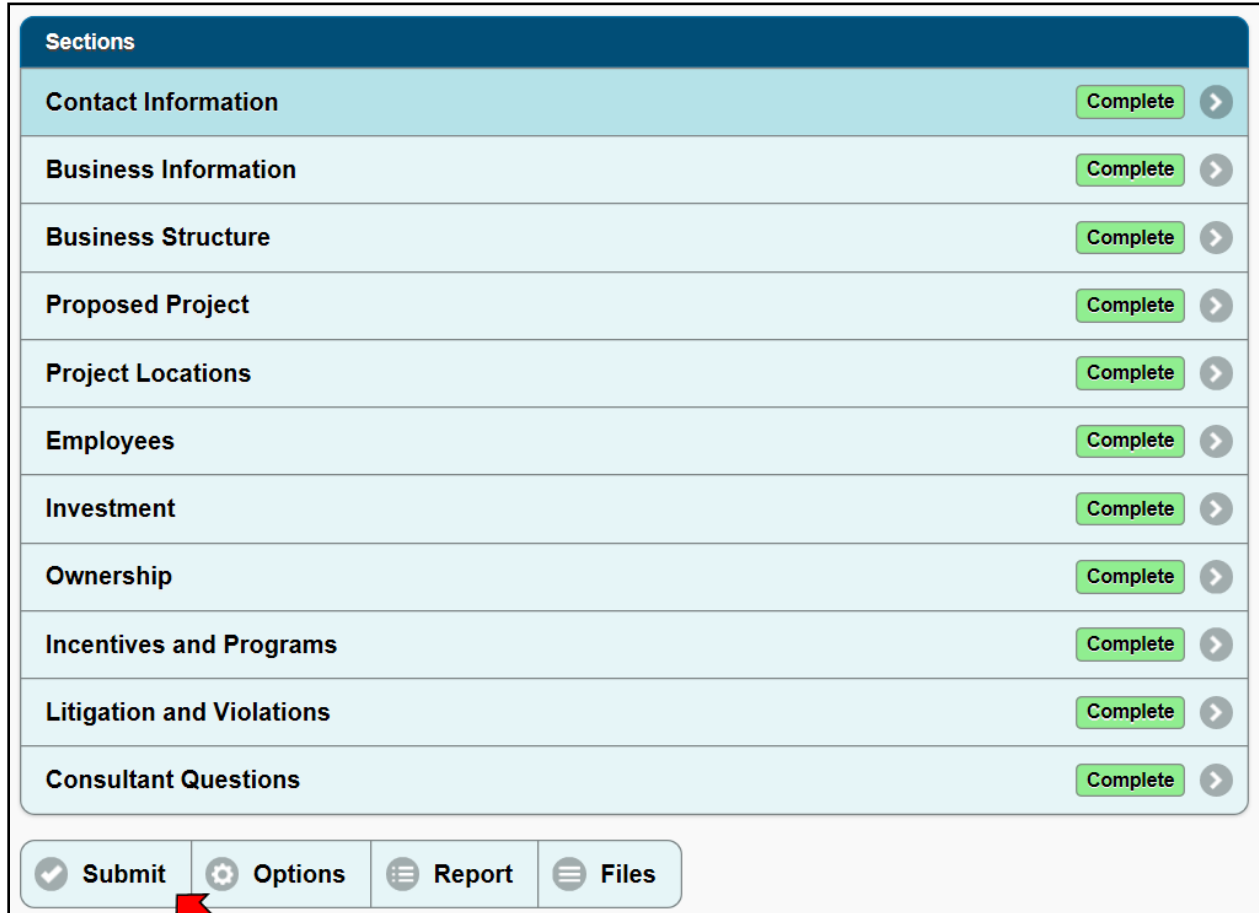 Sections
Contact Information Complete
Business Information Complete
Business Structure Complete
Proposed Project Complete
Project Locations Complete
Employees Complete
Investment Complete
Ownership Complete
Incentives and Programs Complete
Litigation and Violations Complete
Consultant Questions Complete
Submit Options Report Files